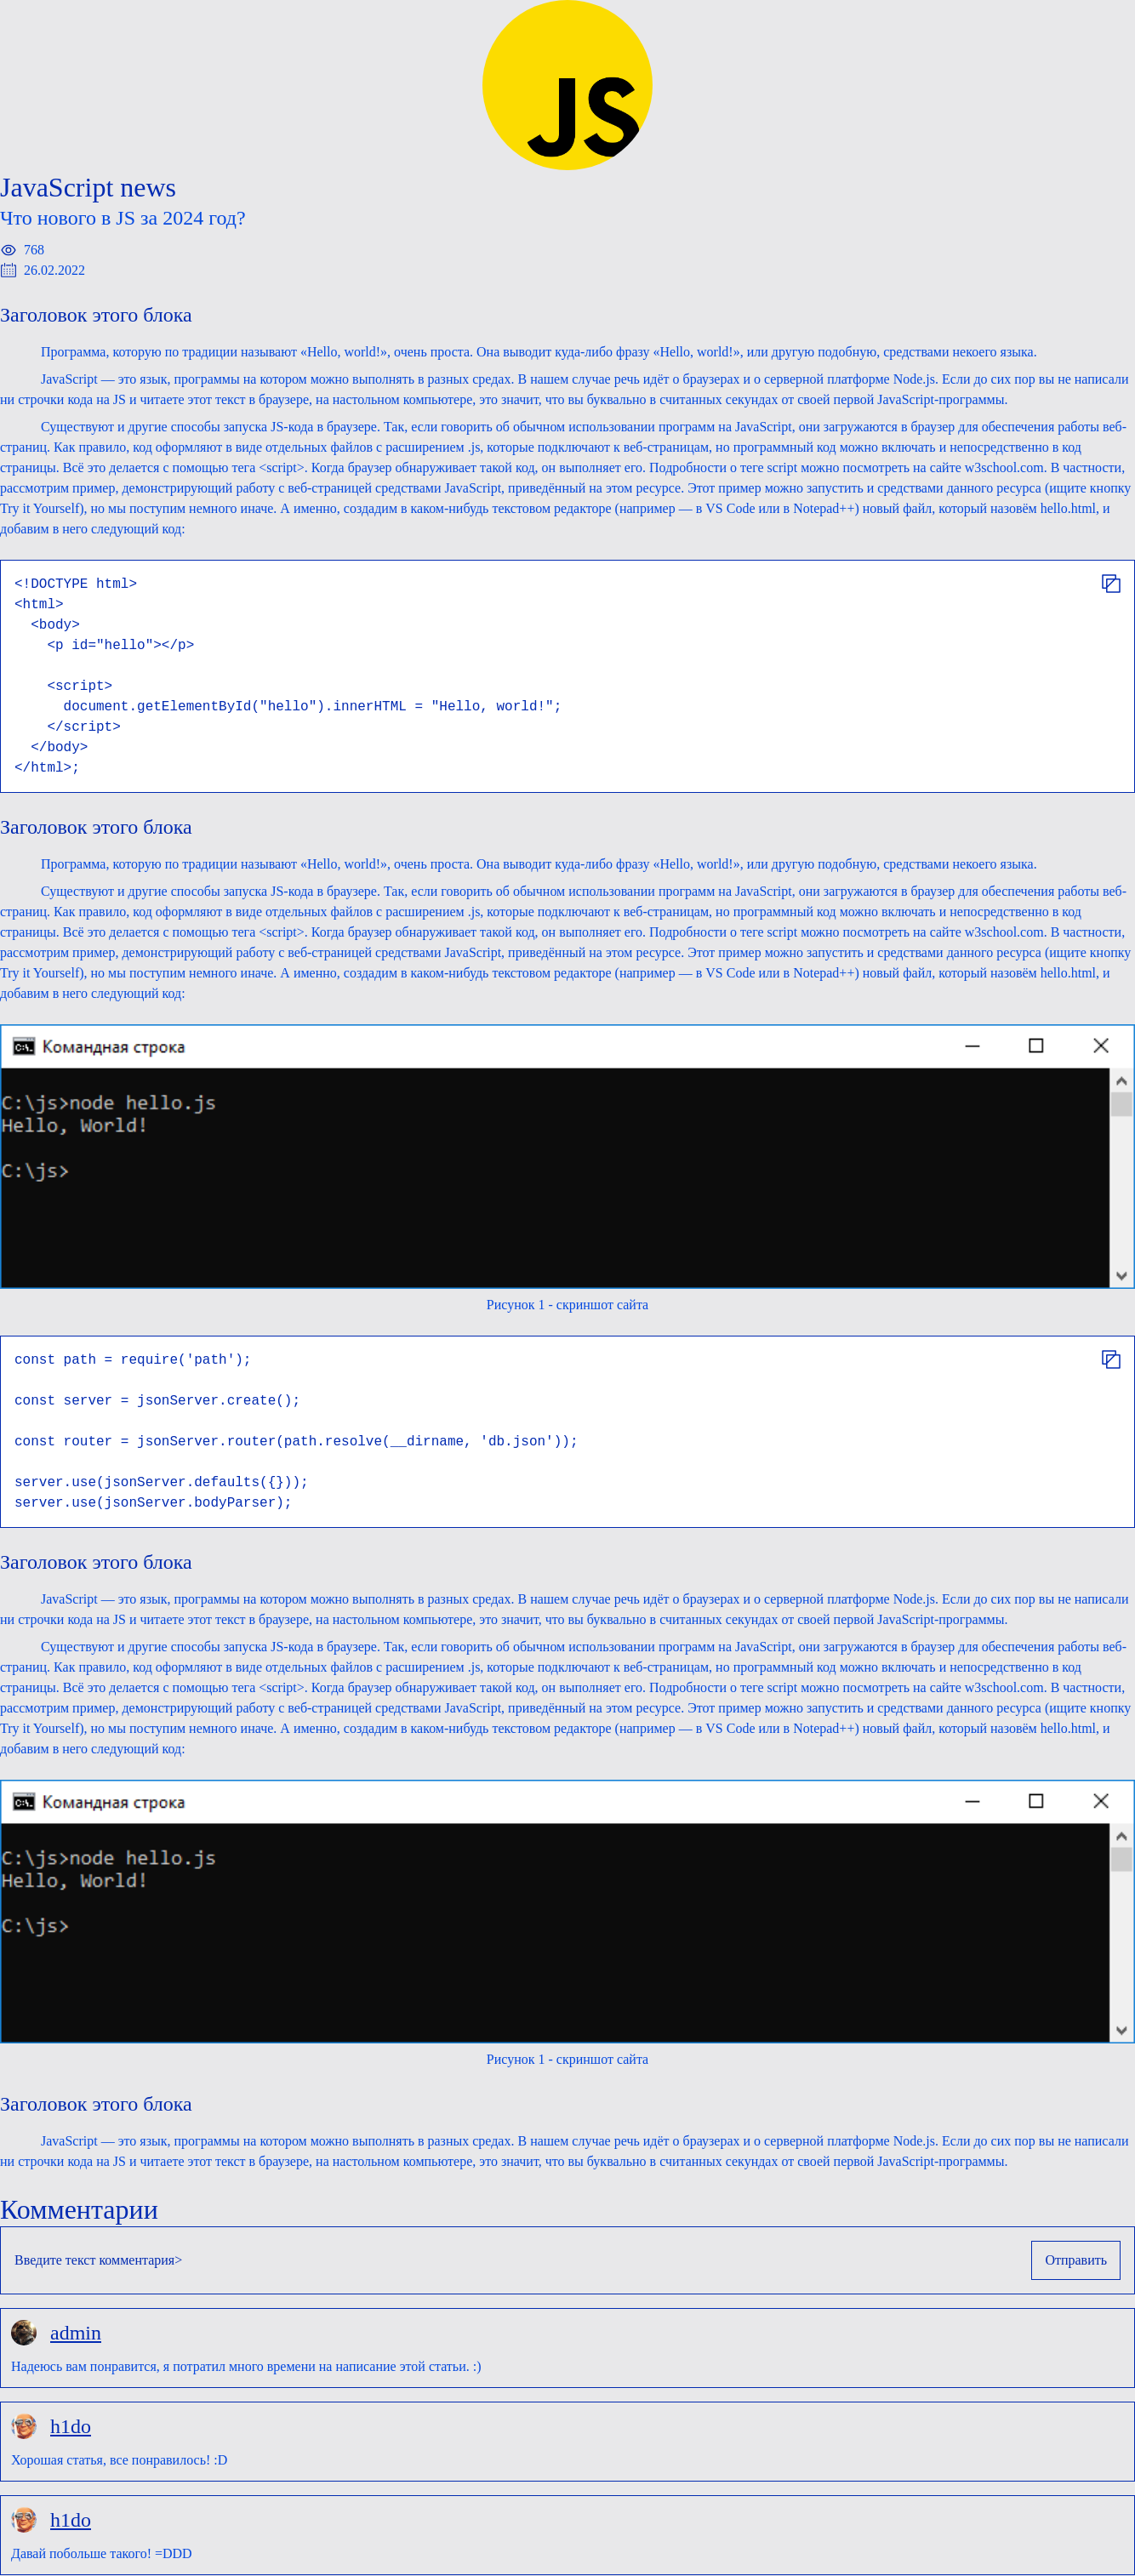 JS
JavaScript news
Что нового в JS за 2024 год?
768
26.02.2022
Заголовок этого блока
Программа, которую по традиции называют «Hello, world!», очень проста. Она выводит куда-либо фразу «Hello, world!», или другую подобную, средствами некоего языка.
JavaScript — это язык, программы на котором можно выполнять в разных средах. В нашем случае речь идёт о браузерах и о серверной платформе Node.js. Если до сих пор вы не написали
ни строчки кода на JS и читаете этот текст в браузере, на настольном компьютере, это значит, что вы буквально в считанных секундах от своей первой JavaScript-программы.
Существуют и другие способы запуска JS-кода в браузере. Так, если говорить об обычном использовании программ на JavaScript, они загружаются в браузер для обеспечения работы веб-
страниц. Как правило, код оформляют в виде отдельных файлов с расширением .js, которые подключают к веб-страницам, но программный код можно включать и непосредственно в код
страницы. Всё это делается с помощью тега <script>. Когда браузер обнаруживает такой код, он выполняет его. Подробности о теге script можно посмотреть на сайте w3school.com. В частности,
рассмотрим пример, демонстрирующий работу с веб-страницей средствами JavaScript, приведённый на этом ресурсе. Этот пример можно запустить и средствами данного ресурса (ищите кнопку
Try it Yourself), но мы поступим немного иначе. А именно, создадим в каком-нибудь текстовом редакторе (например — в VS Code или в Notepad++) новый файл, который назовём hello.html, и
добавим в него следующий код:
<!DOCTYPE html>
<html>
  <body>
    <p id="hello"></p>

    <script>
      document.getElementById("hello").innerHTML = "Hello, world!";
    </script>
  </body>
</html>;
Заголовок этого блока
Программа, которую по традиции называют «Hello, world!», очень проста. Она выводит куда-либо фразу «Hello, world!», или другую подобную, средствами некоего языка.
Существуют и другие способы запуска JS-кода в браузере. Так, если говорить об обычном использовании программ на JavaScript, они загружаются в браузер для обеспечения работы веб-
страниц. Как правило, код оформляют в виде отдельных файлов с расширением .js, которые подключают к веб-страницам, но программный код можно включать и непосредственно в код
страницы. Всё это делается с помощью тега <script>. Когда браузер обнаруживает такой код, он выполняет его. Подробности о теге script можно посмотреть на сайте w3school.com. В частности,
рассмотрим пример, демонстрирующий работу с веб-страницей средствами JavaScript, приведённый на этом ресурсе. Этот пример можно запустить и средствами данного ресурса (ищите кнопку
Try it Yourself), но мы поступим немного иначе. А именно, создадим в каком-нибудь текстовом редакторе (например — в VS Code или в Notepad++) новый файл, который назовём hello.html, и
добавим в него следующий код:
Командная строка
C:\js>node hello.js
Hello, World!
C:\js>
Рисунок 1 - скриншот сайта
const path = require('path');

const server = jsonServer.create();

const router = jsonServer.router(path.resolve(__dirname, 'db.json'));

server.use(jsonServer.defaults({}));
server.use(jsonServer.bodyParser);
Заголовок этого блока
JavaScript — это язык, программы на котором можно выполнять в разных средах. В нашем случае речь идёт о браузерах и о серверной платформе Node.js. Если до сих пор вы не написали
ни строчки кода на JS и читаете этот текст в браузере, на настольном компьютере, это значит, что вы буквально в считанных секундах от своей первой JavaScript-программы.
Существуют и другие способы запуска JS-кода в браузере. Так, если говорить об обычном использовании программ на JavaScript, они загружаются в браузер для обеспечения работы веб-
страниц. Как правило, код оформляют в виде отдельных файлов с расширением .js, которые подключают к веб-страницам, но программный код можно включать и непосредственно в код
страницы. Всё это делается с помощью тега <script>. Когда браузер обнаруживает такой код, он выполняет его. Подробности о теге script можно посмотреть на сайте w3school.com. В частности,
рассмотрим пример, демонстрирующий работу с веб-страницей средствами JavaScript, приведённый на этом ресурсе. Этот пример можно запустить и средствами данного ресурса (ищите кнопку
Try it Yourself), но мы поступим немного иначе. А именно, создадим в каком-нибудь текстовом редакторе (например — в VS Code или в Notepad++) новый файл, который назовём hello.html, и
добавим в него следующий код:
Командная строка
C:\js>node hello.js
Hello, World!
C:\js>
Рисунок 1 - скриншот сайта
Заголовок этого блока
JavaScript — это язык, программы на котором можно выполнять в разных средах. В нашем случае речь идёт о браузерах и о серверной платформе Node.js. Если до сих пор вы не написали
ни строчки кода на JS и читаете этот текст в браузере, на настольном компьютере, это значит, что вы буквально в считанных секундах от своей первой JavaScript-программы.
Комментарии
Введите текст комментария>
Отправить
admin
Надеюсь вам понравится, я потратил много времени на написание этой статьи. :)
h1do
Хорошая статья, все понравилось! :D
h1do
Давай побольше такого! =DDD